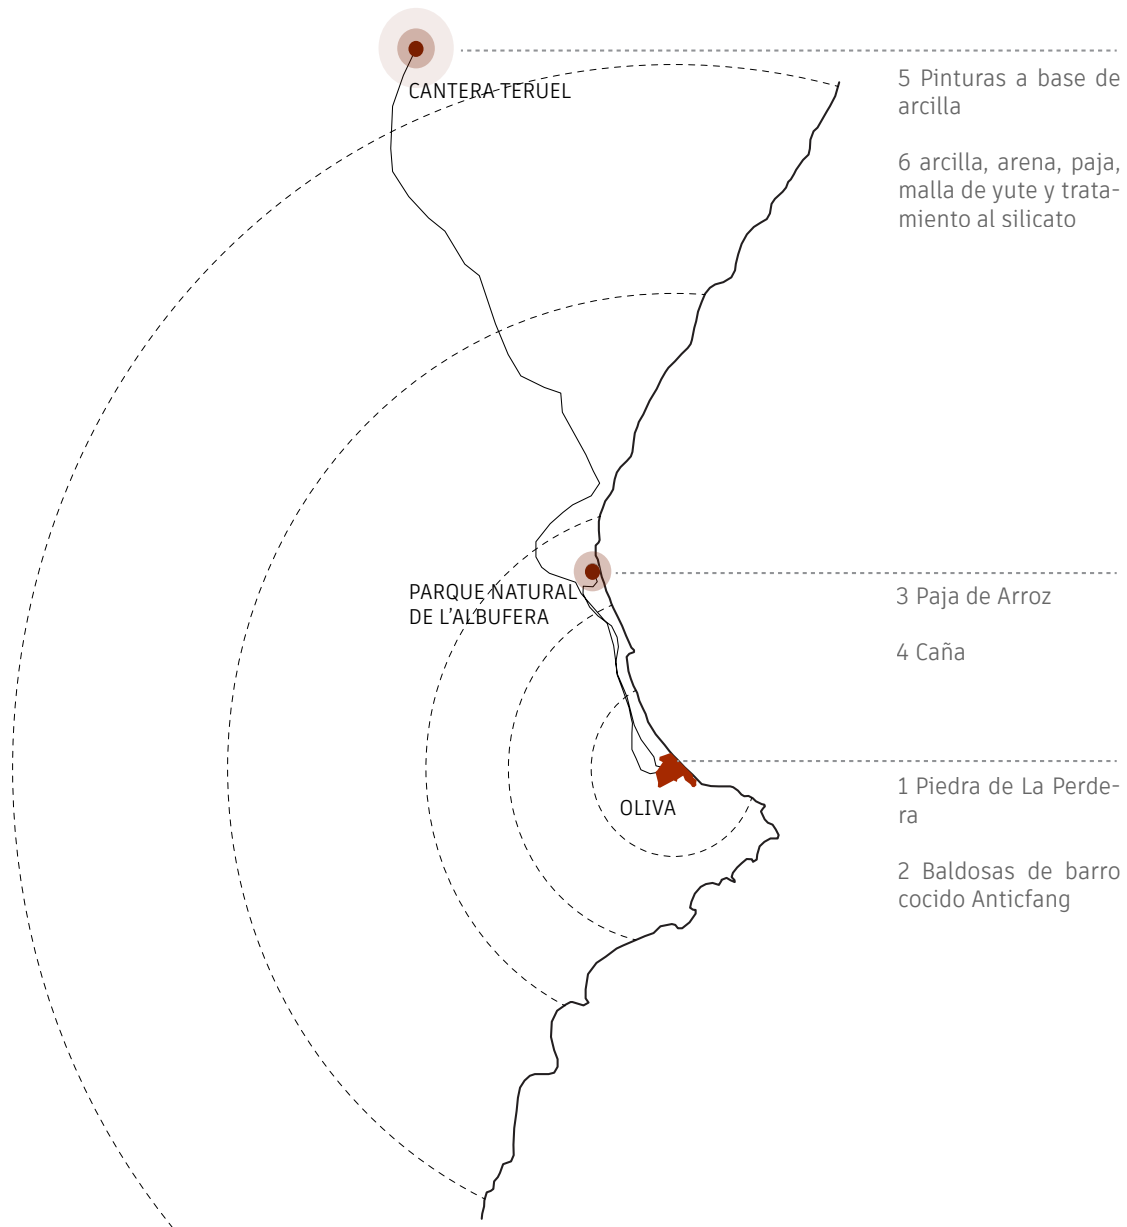 CANTERA TERUEL
5 Pinturas a base de
arcilla
6 arcilla, arena, paja,
malla de yute y trata-
miento al silicato
PARQUE NATURAL
DE L'ALBUFERA
3 Paja de Arroz
4 Caña
OLIVA
1 Piedra de La Perde-
ra
2 Baldosas de barro
cocido Anticfang